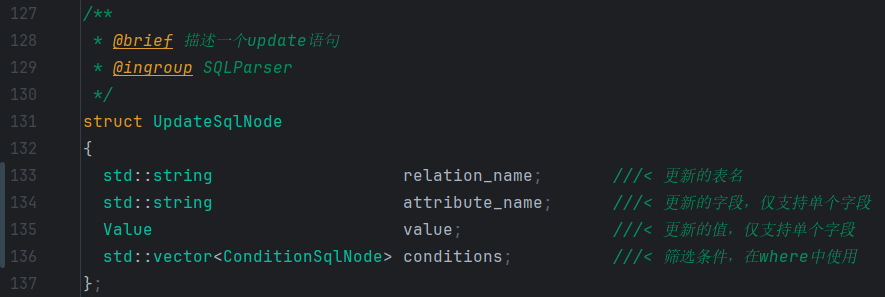 127 /**
128  * @brief 描述一个update语句
129  * @ingroup SQLParser
130  */
131 struct UpdateSqlNode
132 {
133   std::string                   relation_name;       ///< 更新的表名
134   std::string                   attribute_name;      ///< 更新的字段，仅支持单个字段
135   Value                         value;               ///< 更新的值，仅支持单个字段
136   std::vector<ConditionSqlNode> conditions;          ///< 筛选条件，在where中使用
137 };